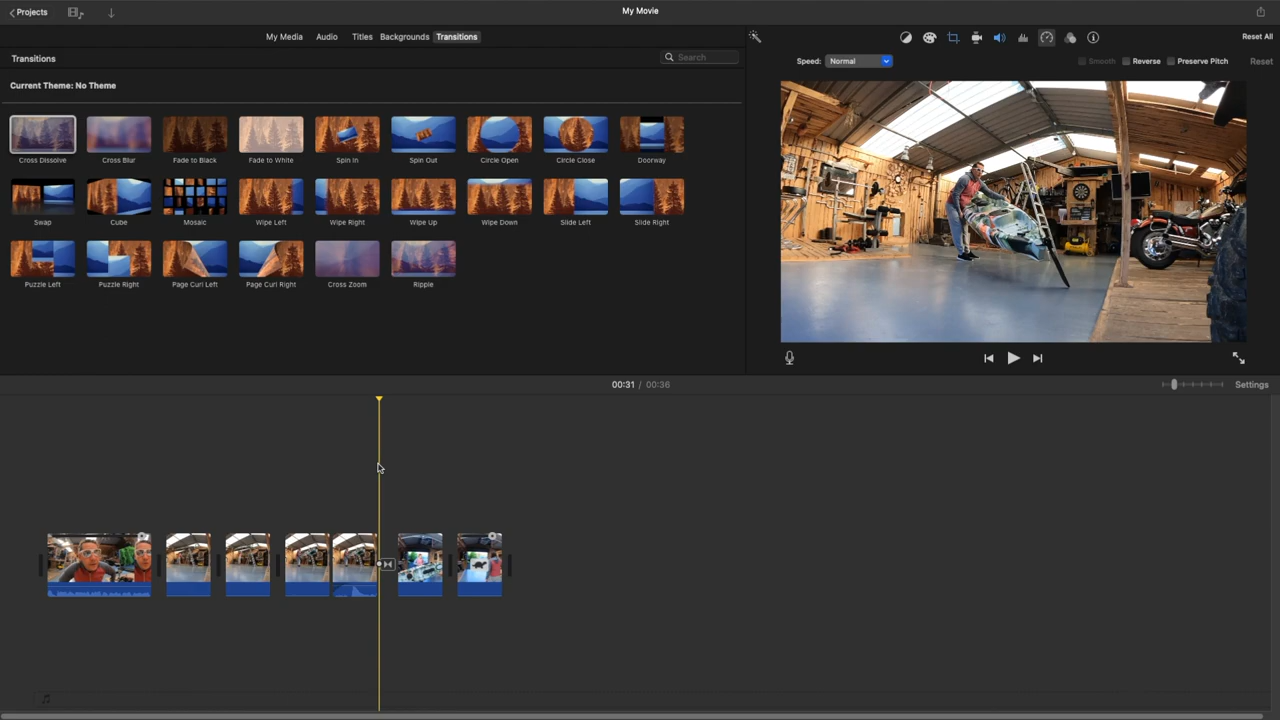 Projects
My Movie
My Media Audio Titles Backgrounds Transitions
Reset All
Transitions
Search
Speed: Normal
Smooth Reverse Preserve Pitch Reset
Current Theme: No Theme
Cross Dissolve Cross Blur Fade to Black Fade to White Spin In Spin Out Circle Open Circle Close Doorway
Swap Cube Mosaic Wipe Left Wipe Right Wipe Up Wipe Down Slide Left Slide Right
Puzzle Left Puzzle Right Page Curl Left Page Curl Right Cross Zoom Ripple
00:31 / 00:36
Settings